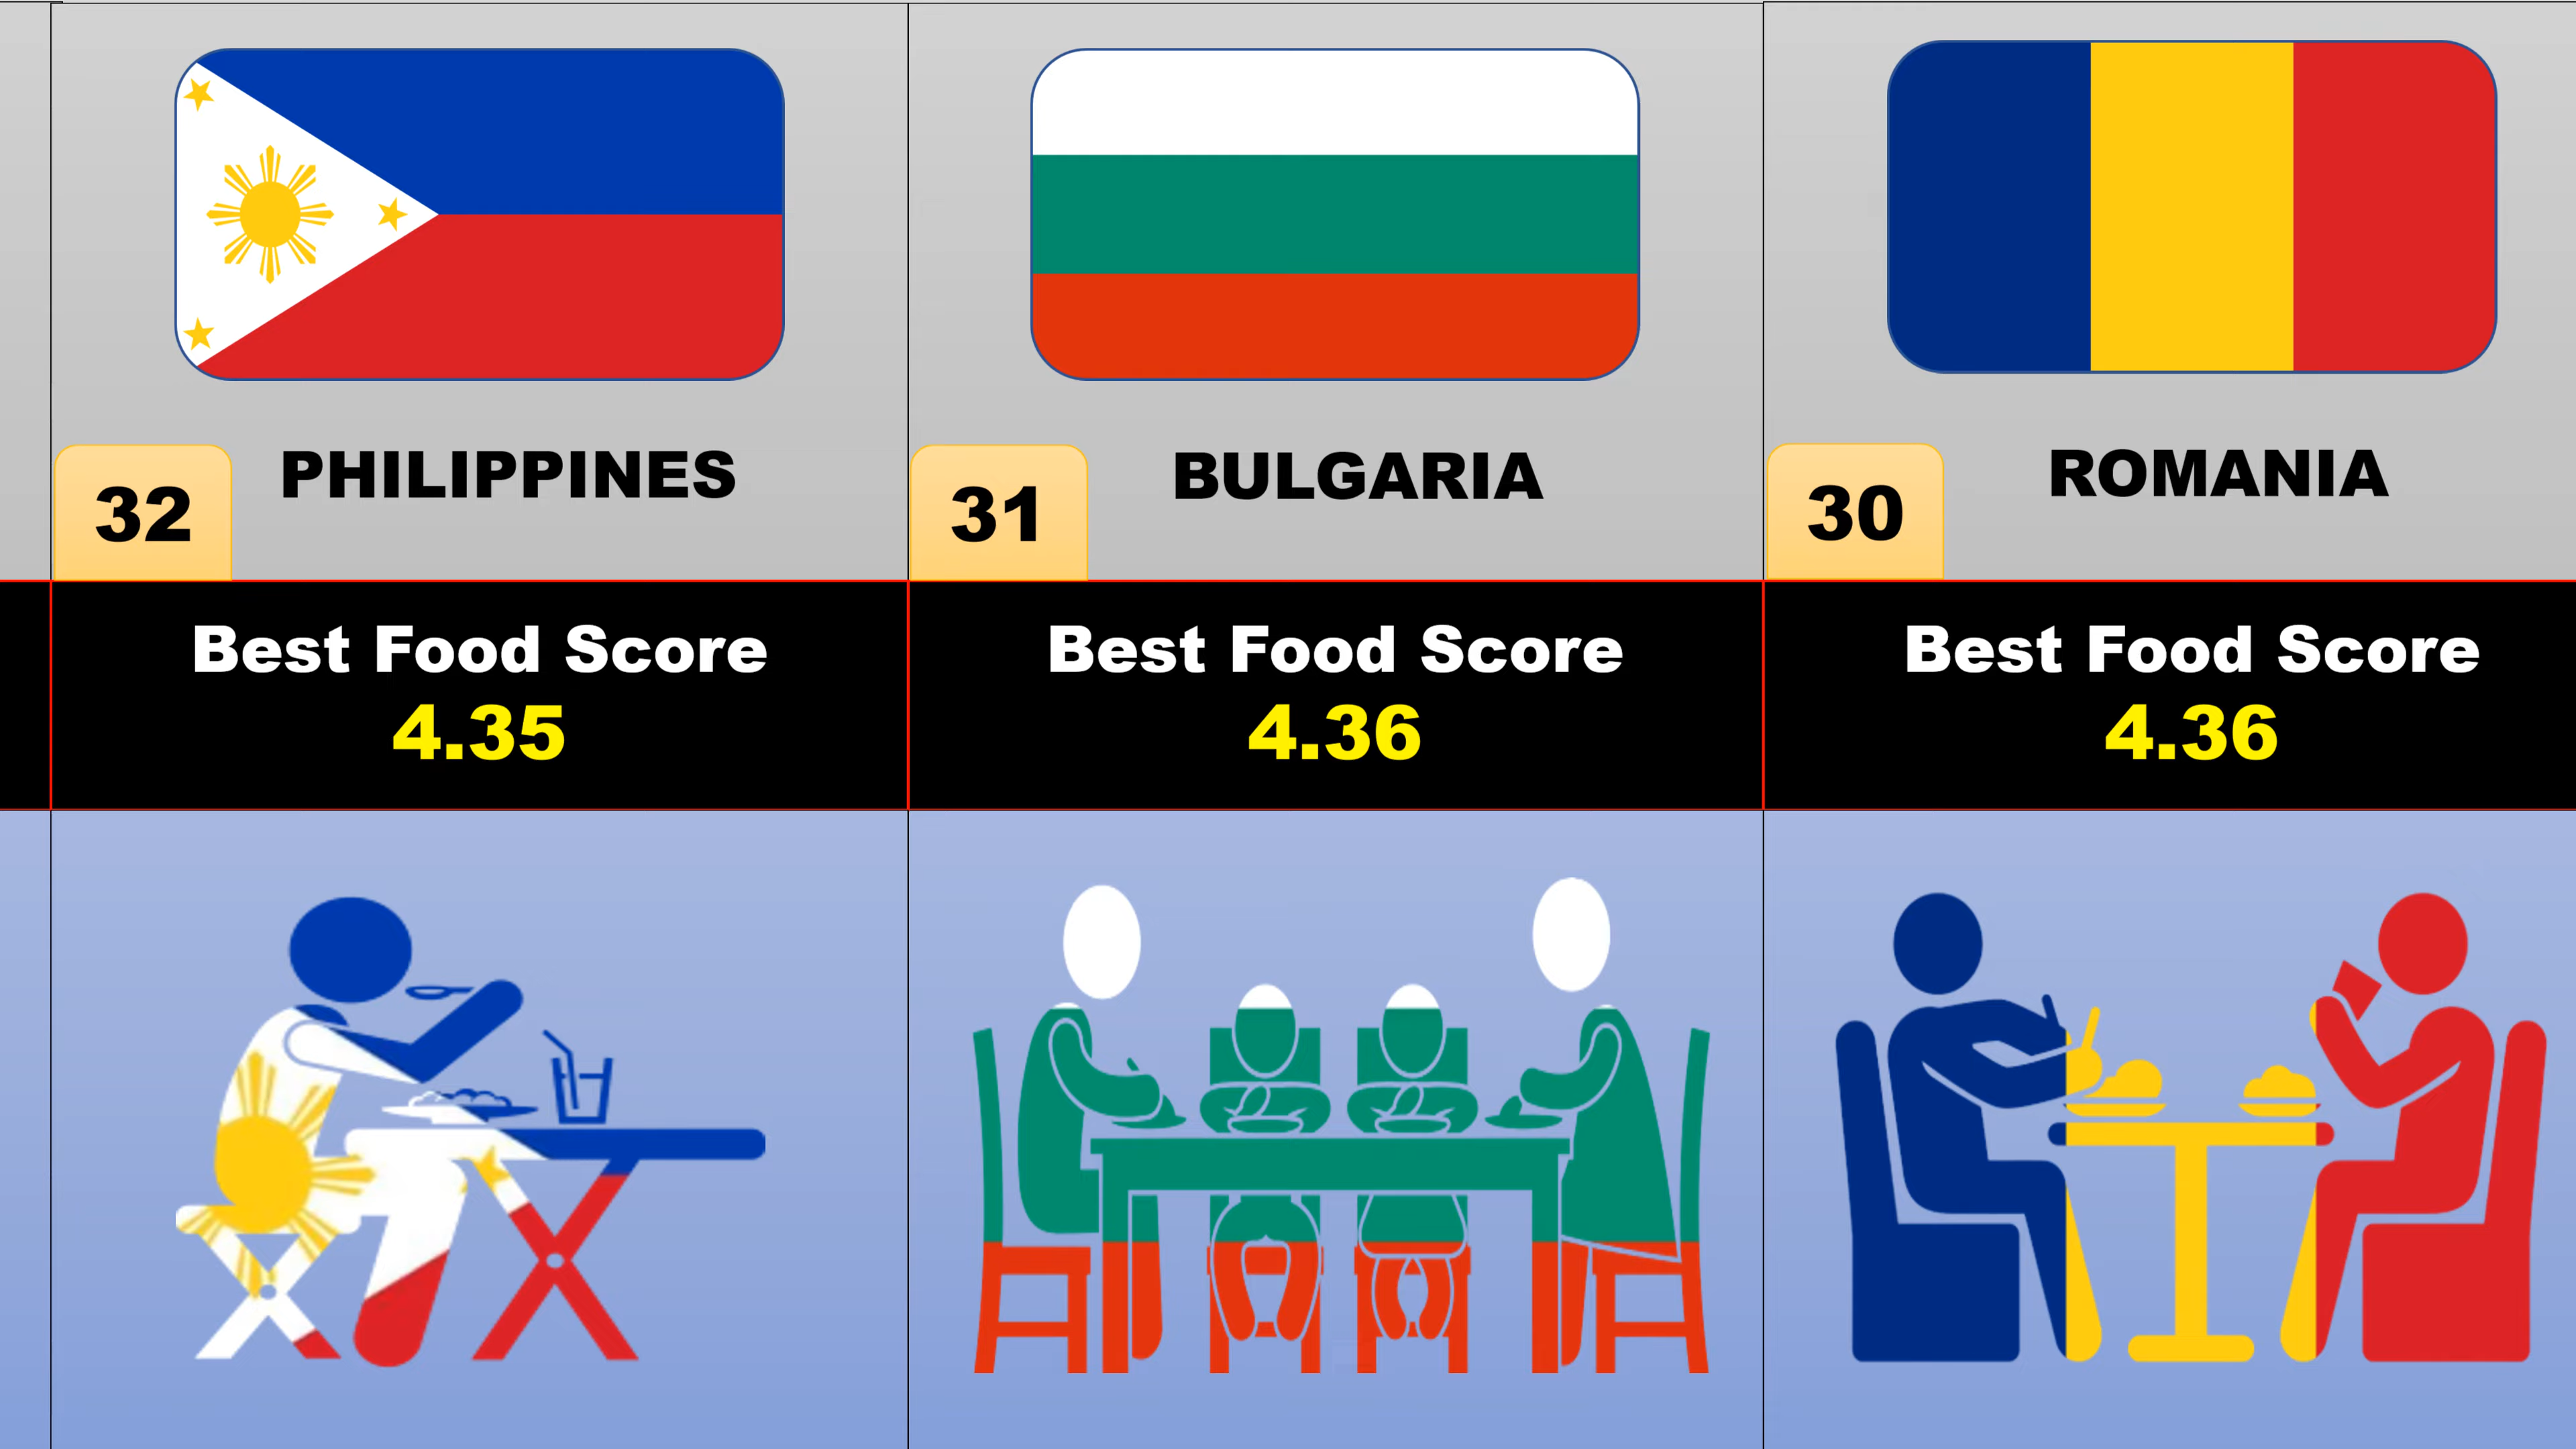 32
PHILIPPINES
Best Food Score
4.35
31
BULGARIA
Best Food Score
4.36
30
ROMANIA
Best Food Score
4.36